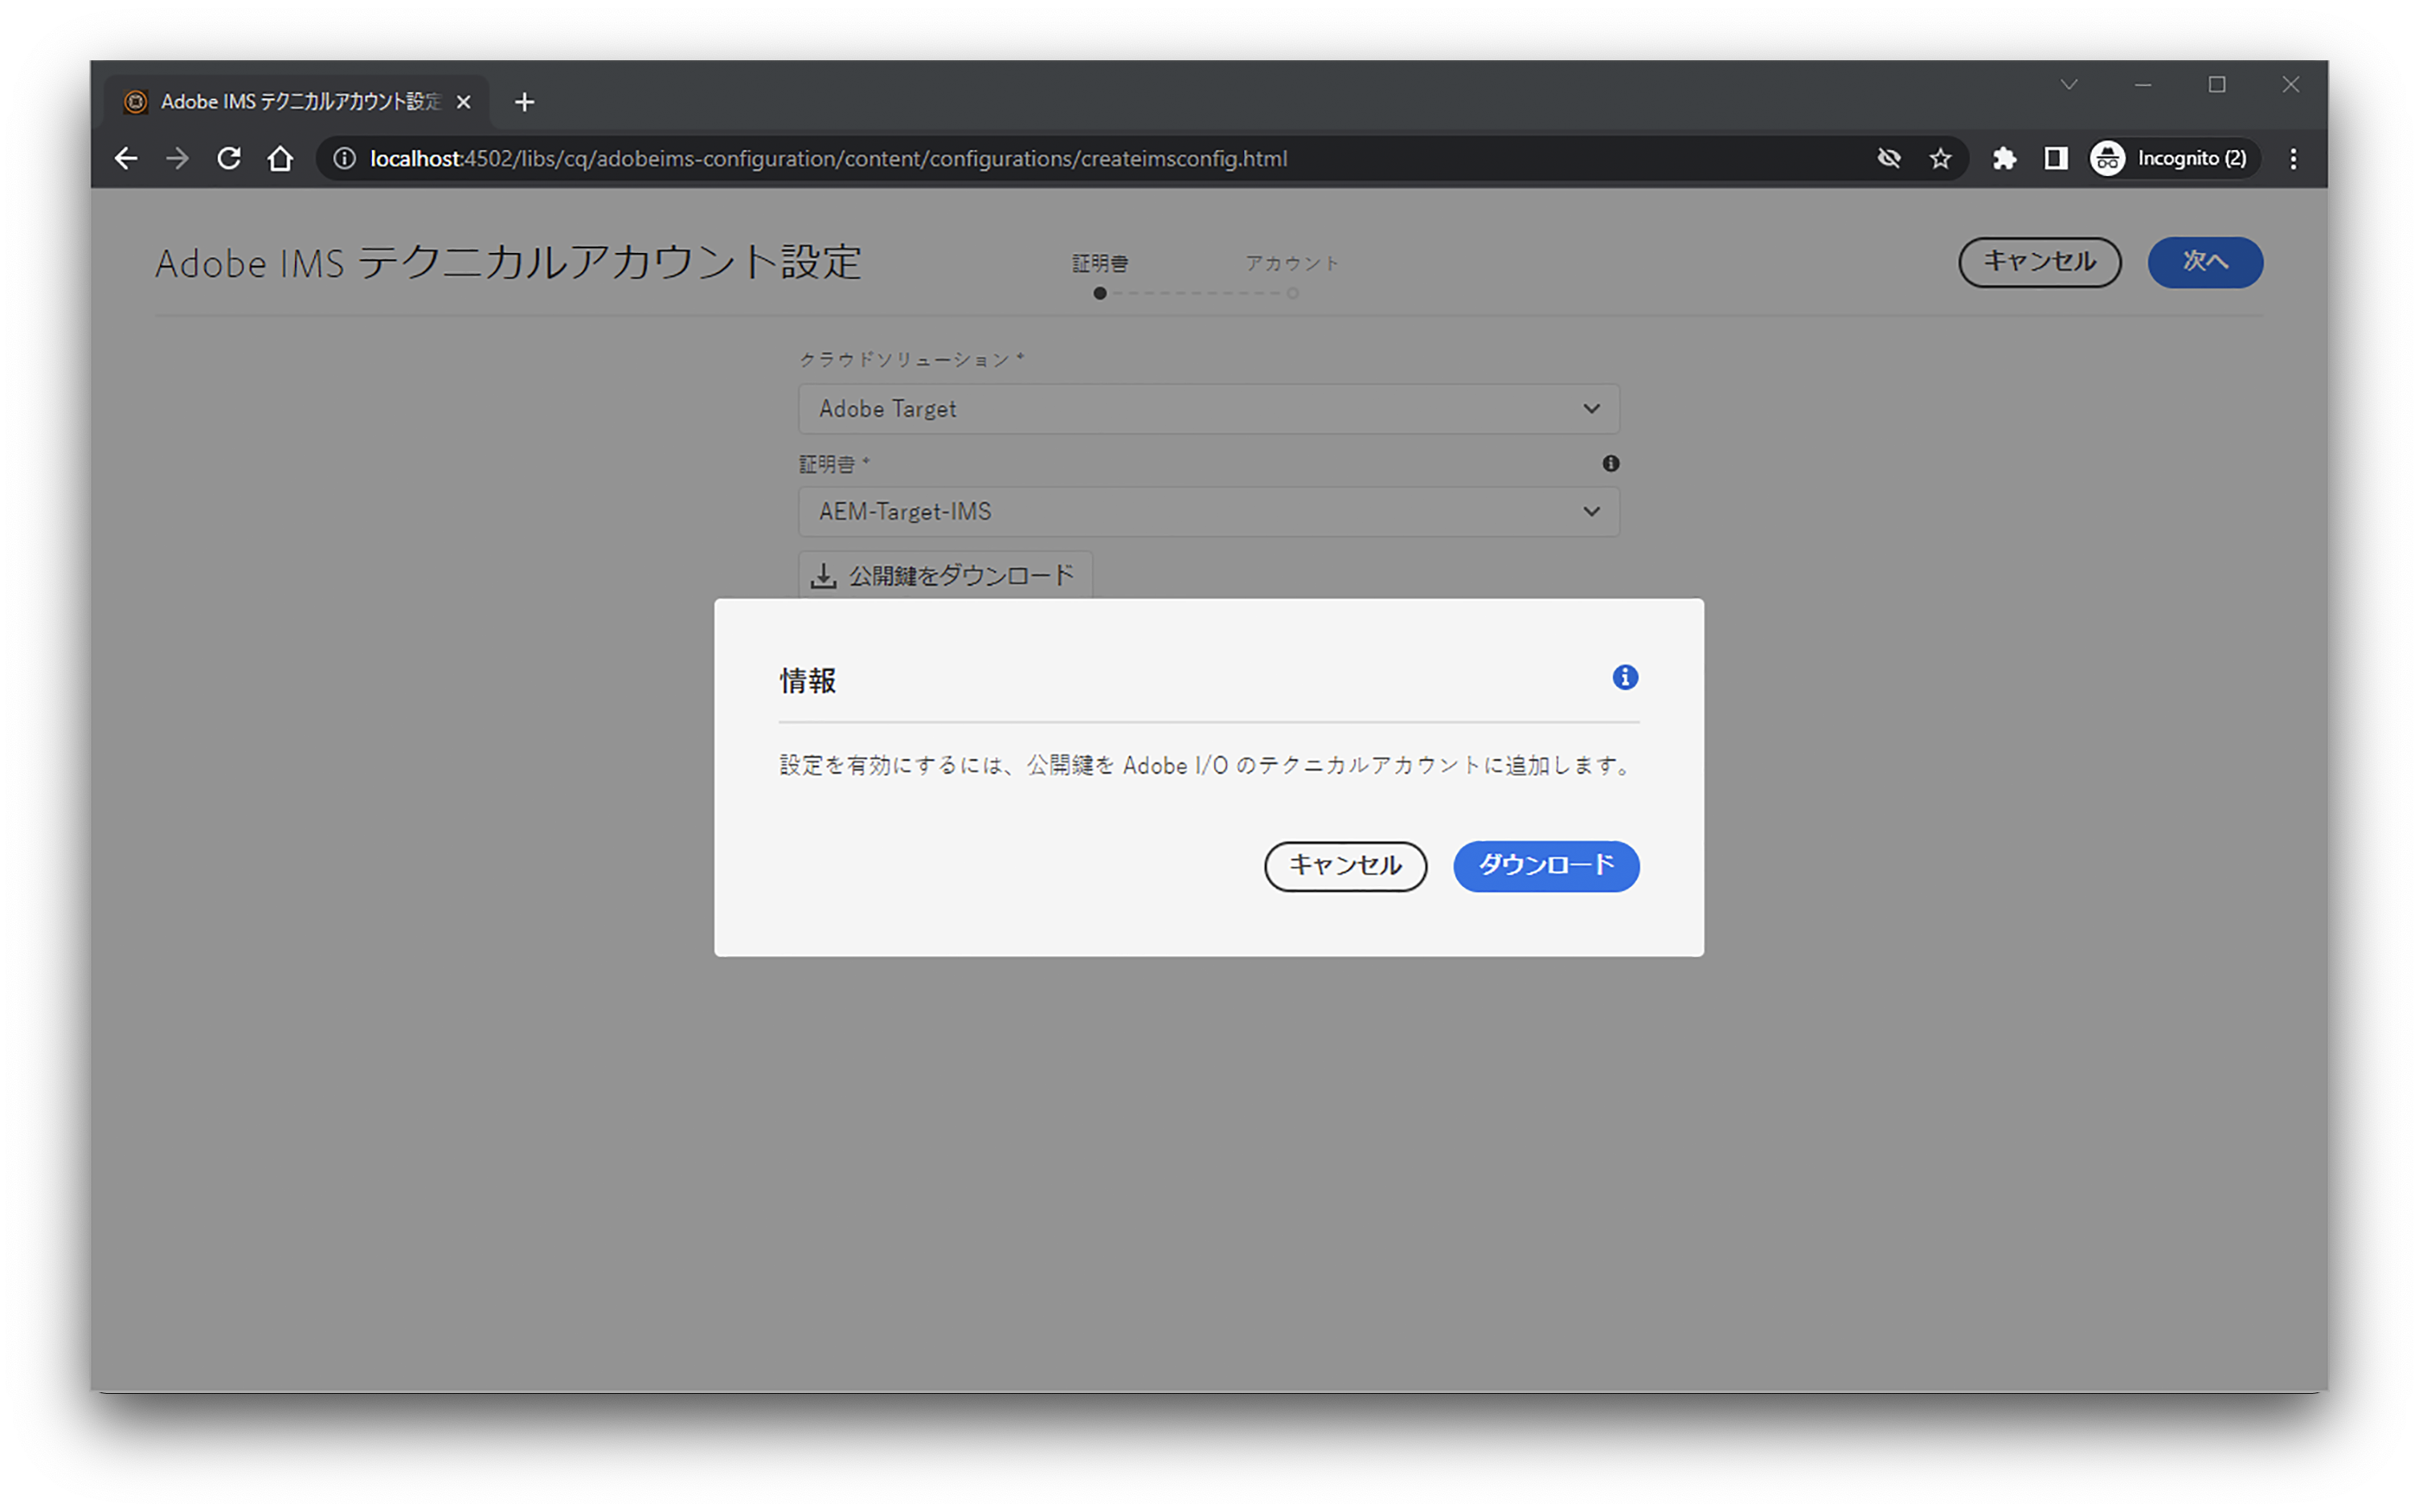 Adobe IMS テクニカルアカウント設定
localhost:4502/libs/cq/adobeims-configuration/content/configurations/createimsconfig.html
Incognito (2)
Adobe IMS テクニカルアカウント設定
証明書
アカウント
キャンセル
次へ
クラウドソリューション *
Adobe Target
証明書 *
AEM-Target-IMS
公開鍵をダウンロード
情報
設定を有効にするには、公開鍵を Adobe I/O のテクニカルアカウントに追加します。
キャンセル
ダウンロード